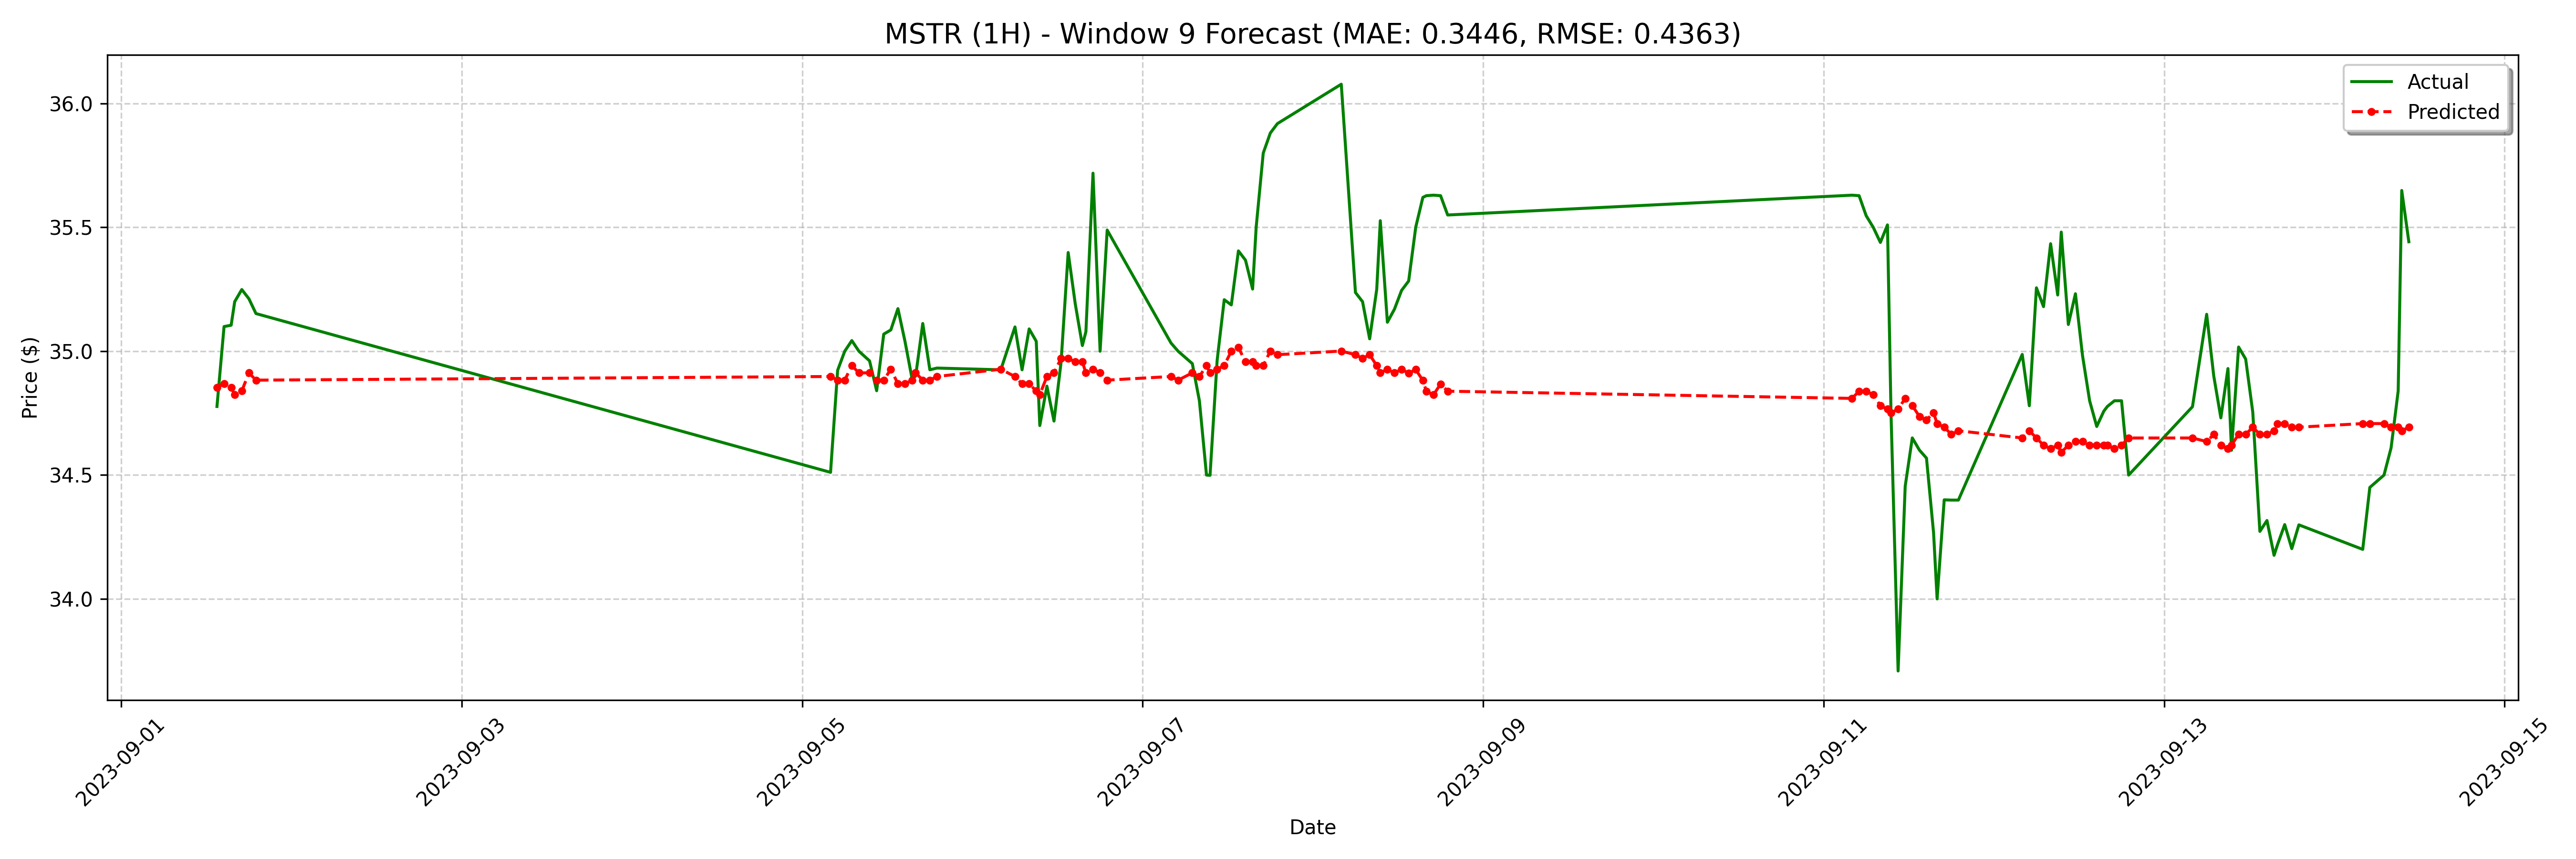 MSTR (1H) - Window 9 Forecast (MAE: 0.3446, RMSE: 0.4363)
Actual
Predicted
Price ($)
36.0
35.5
35.0
34.5
34.0
2023-09-01
2023-09-03
2023-09-05
2023-09-07
2023-09-09
2023-09-11
2023-09-13
2023-09-15
Date